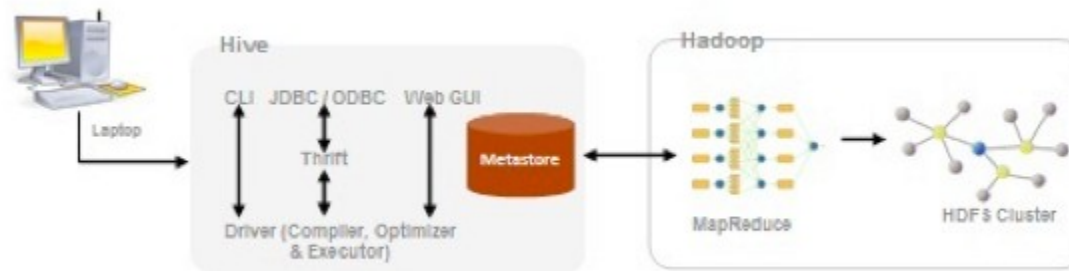 Hive
Hadoop
CLI JDBC / ODBC Web GUI
Laptop
Thrift
Metastore
Driver (Compiler, Optimizer
& Executor)
MapReduce
HDFS Cluster